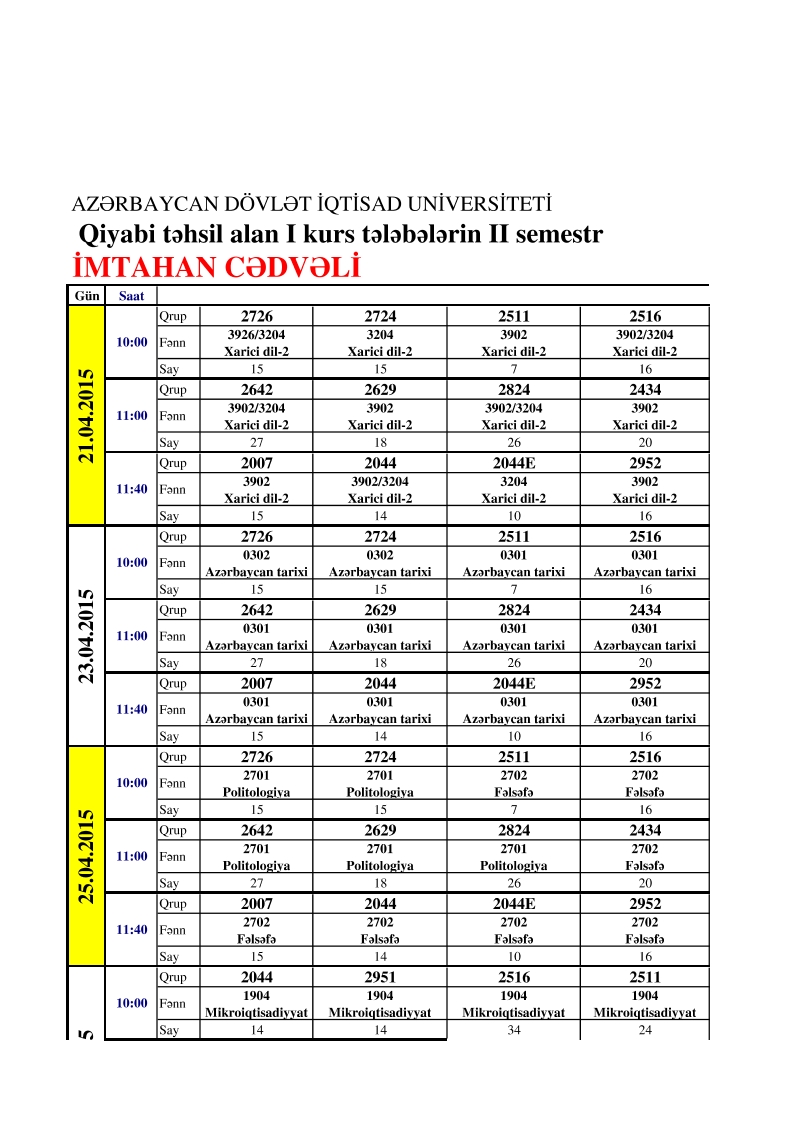 AZƏRBAYCAN DÖVLƏT İQTİSAD UNİVERSİTETİ
Qiyabi təhsil alan I kurs tələbələrin II semestr
İMTAHAN CƏDVƏLİ
Gün Saat
21.04.2015
10:00
Qrup 2726 2724 2511 2516
Fənn 3926/3204 3204 3902 3902/3204
Xarici dil-2 Xarici dil-2 Xarici dil-2 Xarici dil-2
Say 15 15 7 16
11:00
Qrup 2642 2629 2824 2434
Fənn 3902/3204 3902 3902/3204 3902
Xarici dil-2 Xarici dil-2 Xarici dil-2 Xarici dil-2
Say 27 18 26 20
11:40
Qrup 2007 2044 2044E 2952
Fənn 3902 3902/3204 3204 3902
Xarici dil-2 Xarici dil-2 Xarici dil-2 Xarici dil-2
Say 15 14 10 16
23.04.2015
10:00
Qrup 2726 2724 2511 2516
Fənn 0302 0302 0301 0301
Azərbaycan tarixi Azərbaycan tarixi Azərbaycan tarixi Azərbaycan tarixi
Say 15 15 7 16
11:00
Qrup 2642 2629 2824 2434
Fənn 0301 0301 0301 0301
Azərbaycan tarixi Azərbaycan tarixi Azərbaycan tarixi Azərbaycan tarixi
Say 27 18 26 20
11:40
Qrup 2007 2044 2044E 2952
Fənn 0301 0301 0301 0301
Azərbaycan tarixi Azərbaycan tarixi Azərbaycan tarixi Azərbaycan tarixi
Say 15 14 10 16
25.04.2015
10:00
Qrup 2726 2724 2511 2516
Fənn 2701 2701 2702 2702
Politologiya Politologiya Fəlsəfə Fəlsəfə
Say 15 15 7 16
11:00
Qrup 2642 2629 2824 2434
Fənn 2701 2701 2701 2702
Politologiya Politologiya Politologiya Fəlsəfə
Say 27 18 26 20
11:40
Qrup 2007 2044 2044E 2952
Fənn 2702 2702 2702 2702
Fəlsəfə Fəlsəfə Fəlsəfə Fəlsəfə
Say 15 14 10 16
5
10:00
Qrup 2044 2951 2516 2511
Fənn 1904 1904 1904 1904
Mikroiqtisadiyyat Mikroiqtisadiyyat Mikroiqtisadiyyat Mikroiqtisadiyyat
Say 14 14 34 24